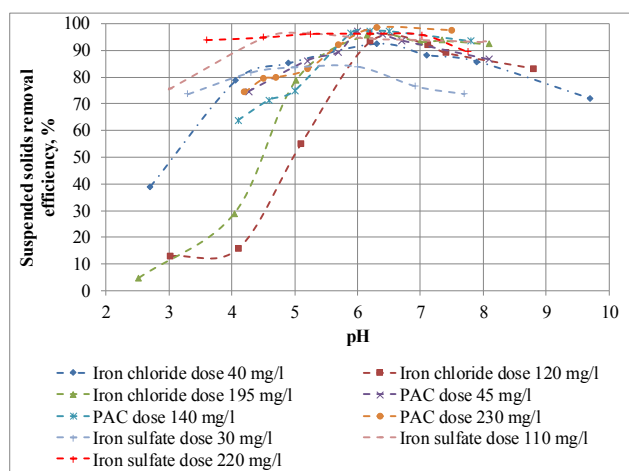 Suspended solids removal
efficiency, %
100
90
80
70
60
50
40
30
20
10
0
2 3 4 5 6 7 8 9 10
pH
Iron chloride dose 40 mg/l
Iron chloride dose 120 mg/l
Iron chloride dose 195 mg/l
PAC dose 45 mg/l
PAC dose 140 mg/l
PAC dose 230 mg/l
Iron sulfate dose 30 mg/l
Iron sulfate dose 110 mg/l
Iron sulfate dose 220 mg/l